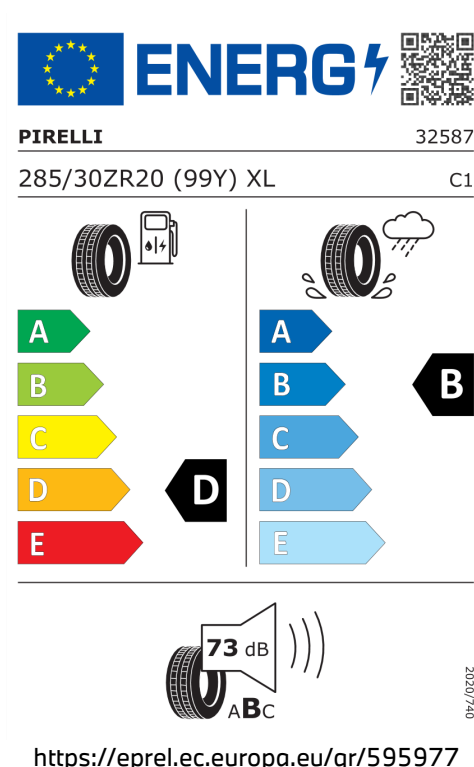 ENERG
PIRELLI
32587
285/30ZR20 (99Y) XL
C1
A
B
C
D
E
D
A
B
C
D
E
B
73 dB
ABC
2020/740
https://eprel.ec.europa.eu/qr/595977